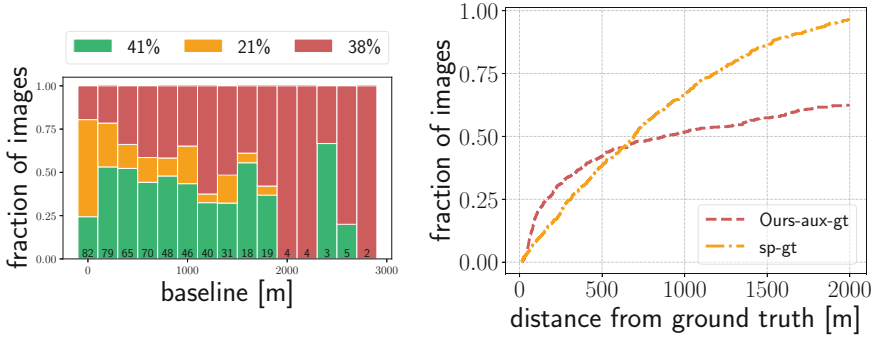 41% 21% 38%
1.00
0.75
0.50
0.25
0.00
fraction of images
82 79 65 70 48 46 40 31 18 19 4 4 3 5 2
0 1000 2000 3000
baseline [m]
1.00
0.75
0.50
0.25
0.00
fraction of images
Ours-aux-gt
sp-gt
0 500 1000 1500 2000
distance from ground truth [m]